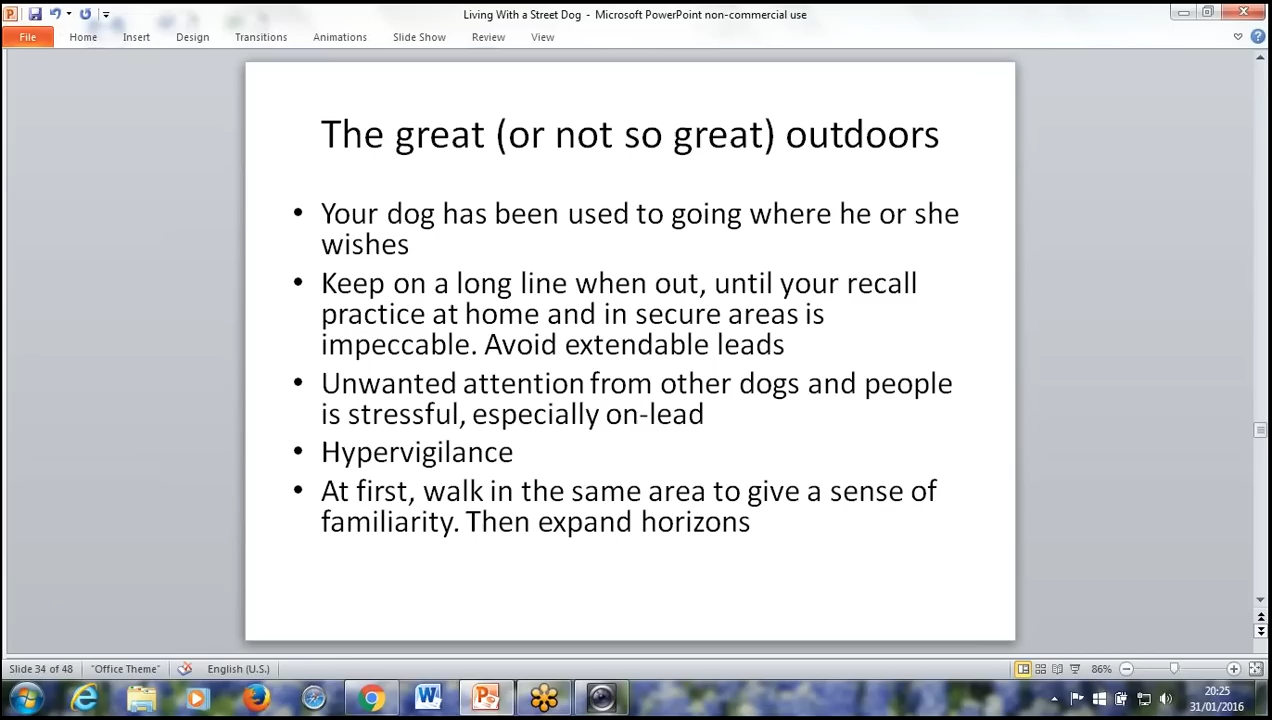 Living With a Street Dog - Microsoft PowerPoint non-commercial use
File Home Insert Design Transitions Animations Slide Show Review View
The great (or not so great) outdoors
• Your dog has been used to going where he or she
wishes
• Keep on a long line when out, until your recall
practice at home and in secure areas is
impeccable. Avoid extendable leads
• Unwanted attention from other dogs and people
is stressful, especially on-lead
• Hypervigilance
• At first, walk in the same area to give a sense of
familiarity. Then expand horizons
Slide 34 of 48 "Office Theme" English (U.S.) 86%
20:25
31/01/2016